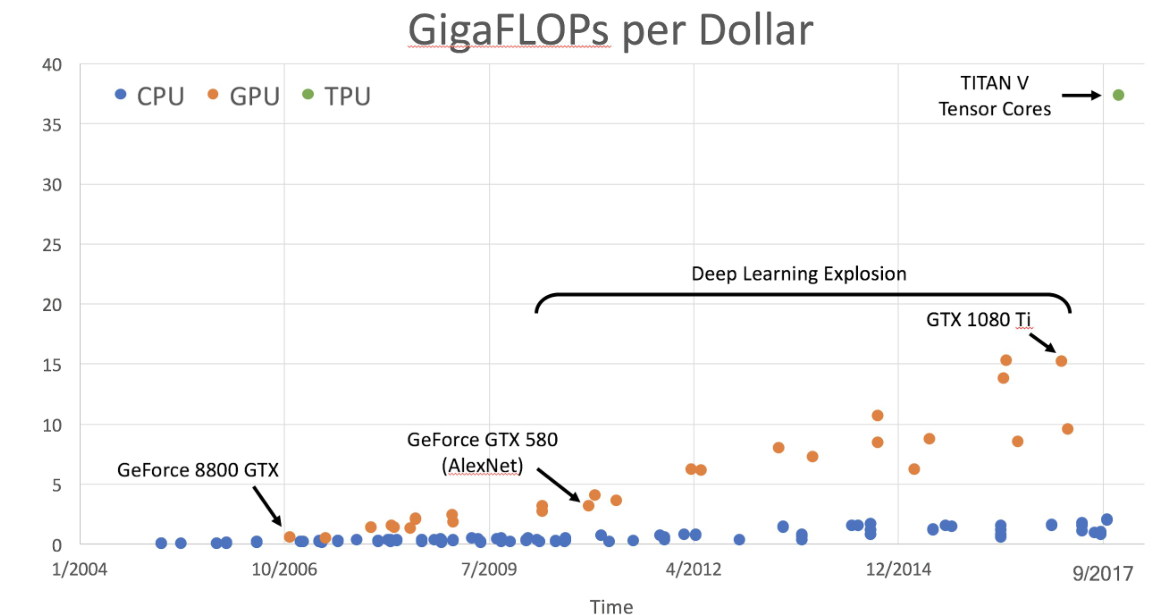 GigaFLOPs per Dollar
40
35
30
25
20
15
10
5
0
CPU GPU TPU
TITAN V
Tensor Cores
Deep Learning Explosion
GTX 1080 Ti
GeForce GTX 580
(AlexNet)
GeForce 8800 GTX
1/2004 10/2006 7/2009 4/2012 12/2014 9/2017
Time